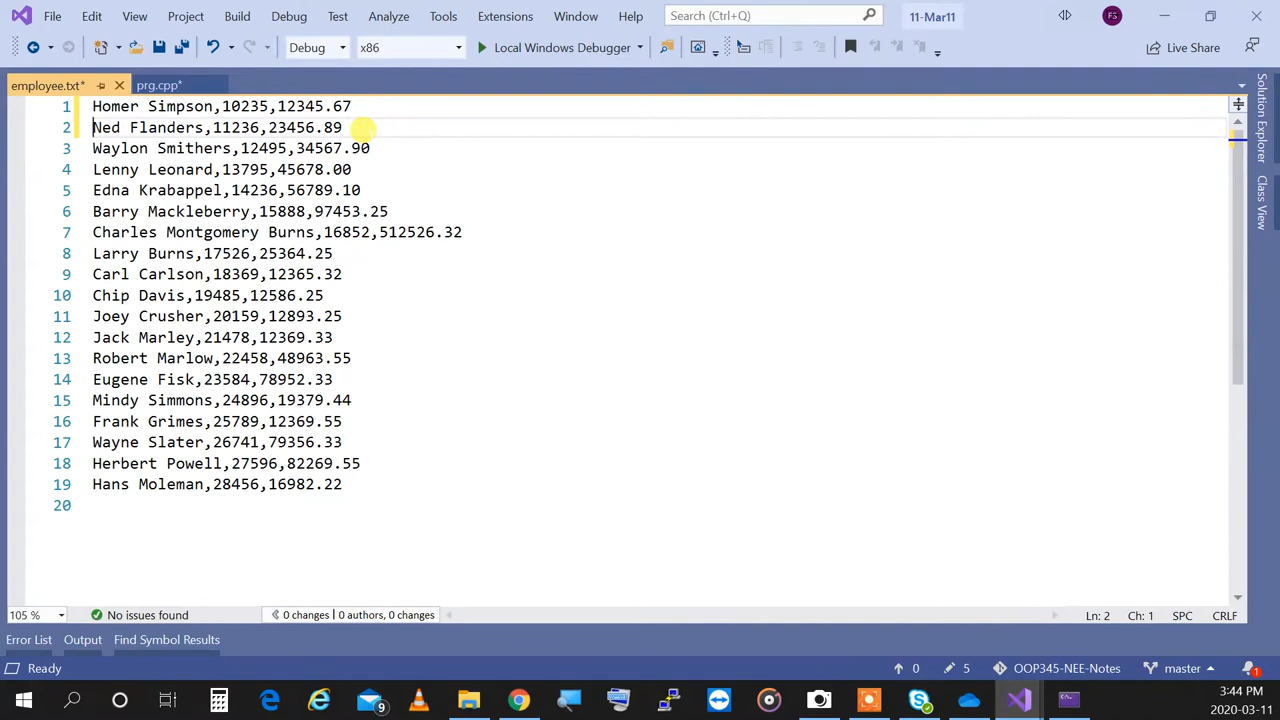 File Edit View Project Build Debug Test Analyze Tools Extensions Window Help Search (Ctrl+Q) 11-Mar11 FS
Debug x86 Local Windows Debugger Live Share
employee.txt* prg.cpp*
1 Homer Simpson,10235,12345.67
2 Ned Flanders,11236,23456.89
3 Waylon Smithers,12495,34567.90
4 Lenny Leonard,13795,45678.00
5 Edna Krabappel,14236,56789.10
6 Barry Mackleberry,15888,97453.25
7 Charles Montgomery Burns,16852,512526.32
8 Larry Burns,17526,25364.25
9 Carl Carlson,18369,12365.32
10 Chip Davis,19485,12586.25
11 Joey Crusher,20159,12893.25
12 Jack Marley,21478,12369.33
13 Robert Marlow,22458,48963.55
14 Eugene Fisk,23584,78952.33
15 Mindy Simmons,24896,19379.44
16 Frank Grimes,25789,12369.55
17 Wayne Slater,26741,79356.33
18 Herbert Powell,27596,82269.55
19 Hans Moleman,28456,16982.22
20
Solution Explorer
Class View
105 % No issues found 0 changes | 0 authors, 0 changes Ln: 2 Ch: 1 SPC CRLF
Error List Output Find Symbol Results
Ready 0 5 OOP345-NEE-Notes master 1
9 3:44 PM
2020-03-11